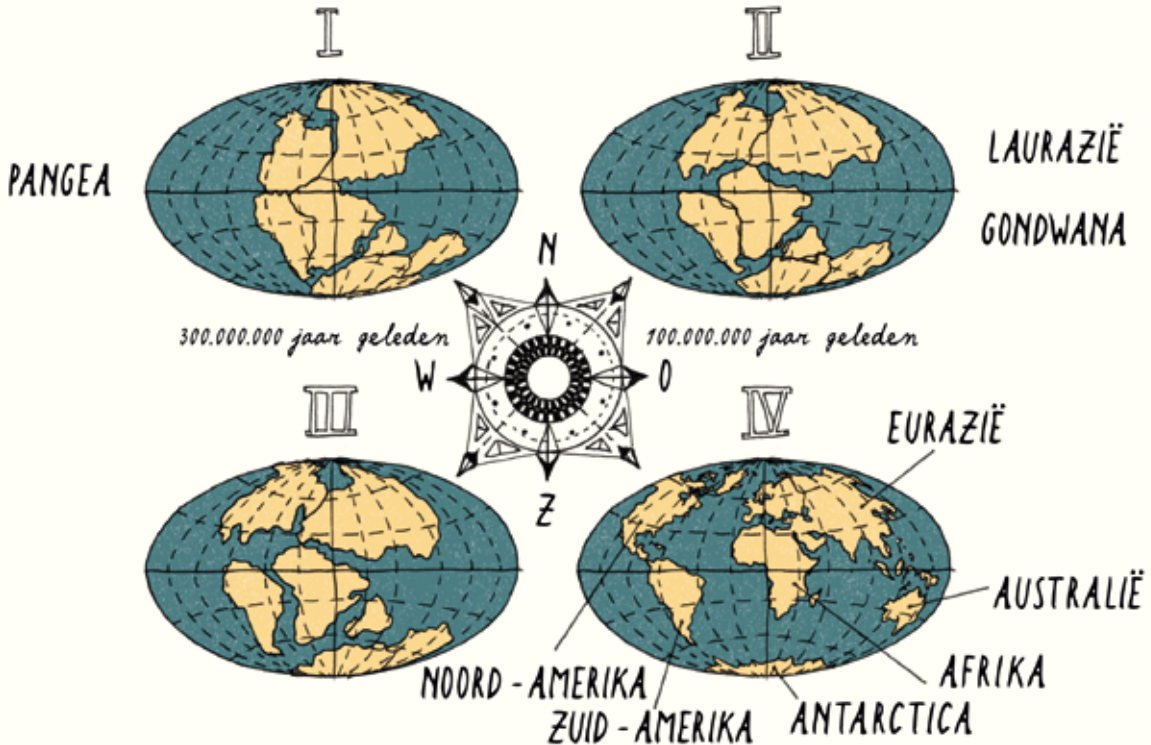 I
II
PANGEA
LAURAZIË
GONDWANA
N
300.000.000 jaar geleden
100.000.000 jaar geleden
W
O
III
IV
EURAZIË
Z
AUSTRALIË
NOORD-AMERIKA
AFRIKA
ZUID-AMERIKA
ANTARCTICA